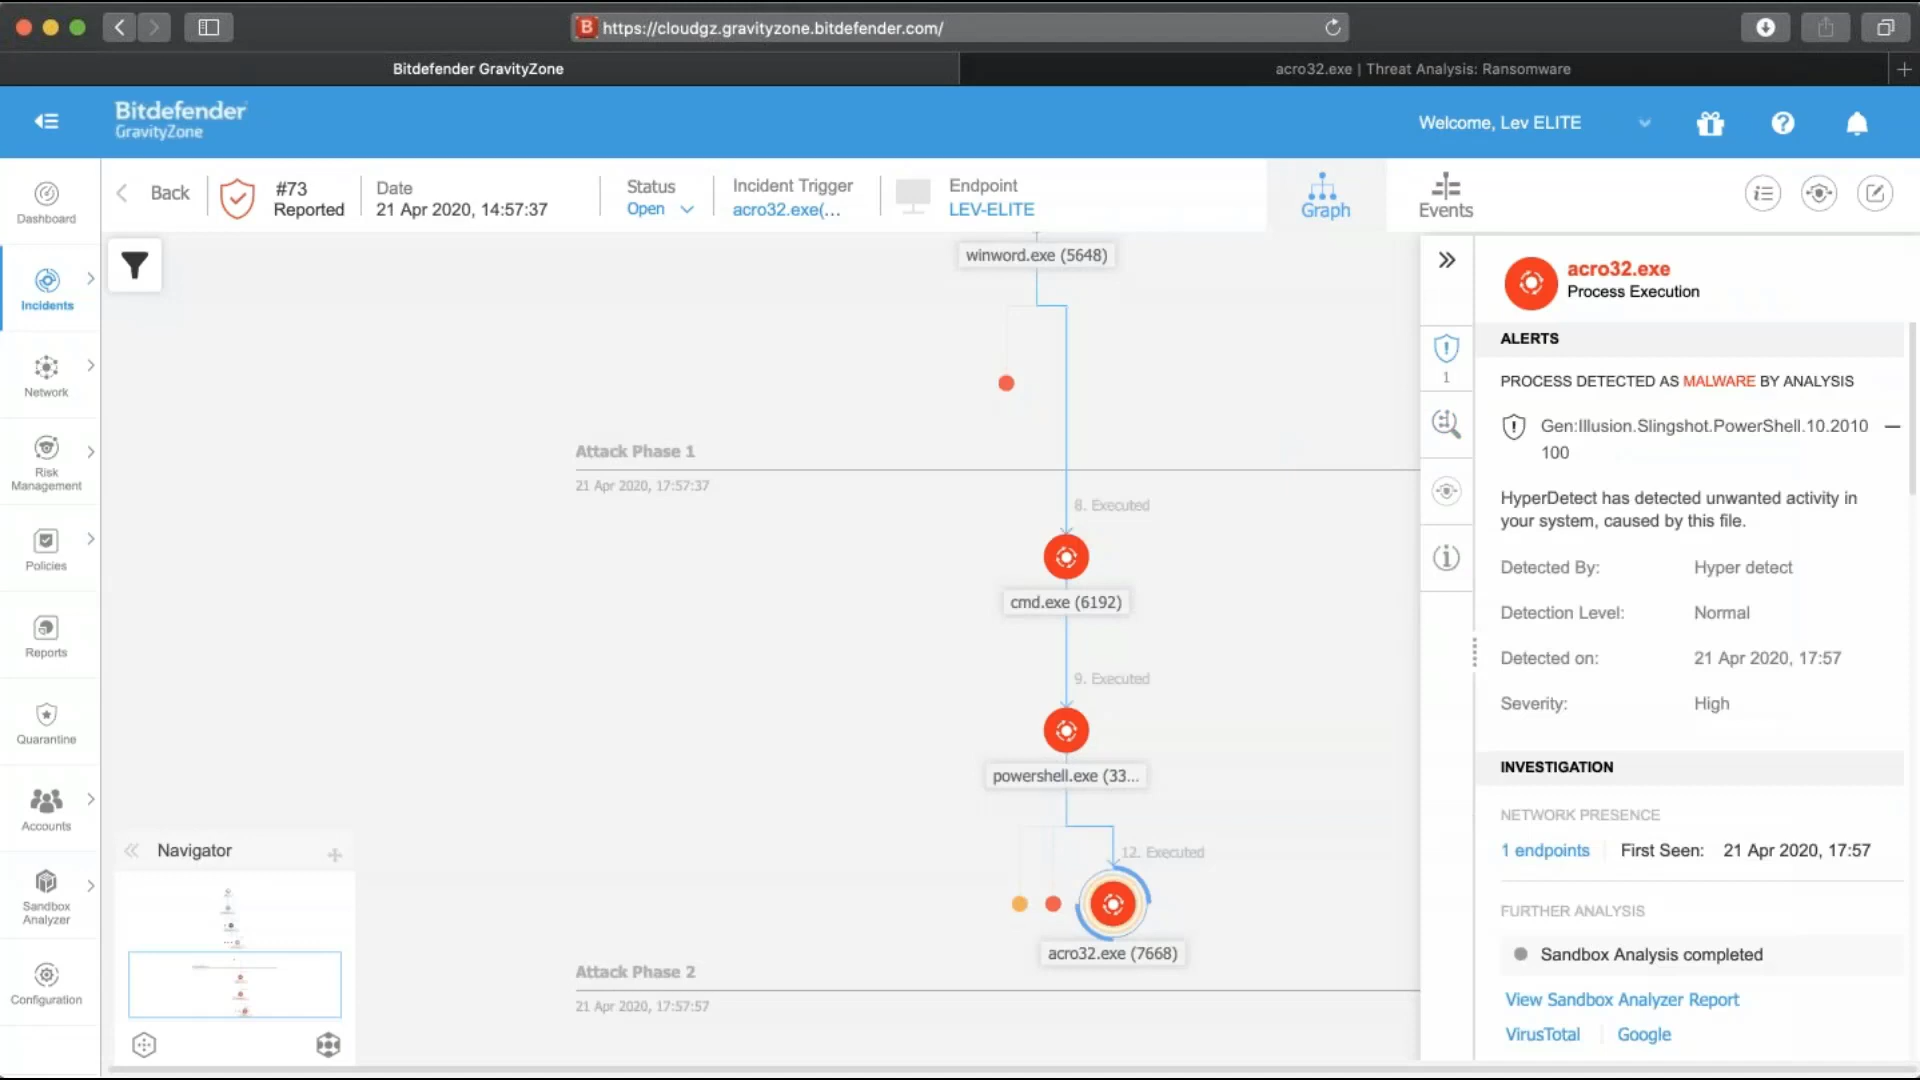 https://cloudgz.gravityzone.bitdefender.com/
Bitdefender GravityZone
acro32.exe | Threat Analysis: Ransomware
Bitdefender
GravityZone
Welcome, Lev ELITE
Dashboard
Incidents
Network
Risk
Management
Policies
Reports
Quarantine
Accounts
Sandbox
Analyzer
Configuration
Back
#73
Reported
Date
21 Apr 2020, 14:57:37
Status
Open
Incident Trigger
acro32.exe(...
Endpoint
LEV-ELITE
Graph
Events
winword.exe (5648)
Attack Phase 1
21 Apr 2020, 17:57:37
8. Executed
cmd.exe (6192)
9. Executed
powershell.exe (33...
12. Executed
acro32.exe (7668)
Attack Phase 2
21 Apr 2020, 17:57:57
Navigator
1
acro32.exe
Process Execution
ALERTS
PROCESS DETECTED AS MALWARE BY ANALYSIS
Gen:Illusion.Slingshot.PowerShell.10.2010
100
HyperDetect has detected unwanted activity in
your system, caused by this file.
Detected By: Hyper detect
Detection Level: Normal
Detected on: 21 Apr 2020, 17:57
Severity: High
INVESTIGATION
NETWORK PRESENCE
1 endpoints First Seen: 21 Apr 2020, 17:57
FURTHER ANALYSIS
Sandbox Analysis completed
View Sandbox Analyzer Report
VirusTotal Google